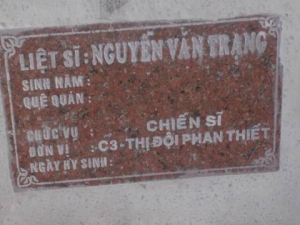 LIỆT SĨ : NGUYỄN VĂN TRẠNG
SINH NĂM :
QUÊ QUÁN :
CHỨC VỤ : CHIẾN SĨ
ĐƠN VỊ : C3 - THỊ ĐỘI PHAN THIẾT
NGÀY HY SINH :